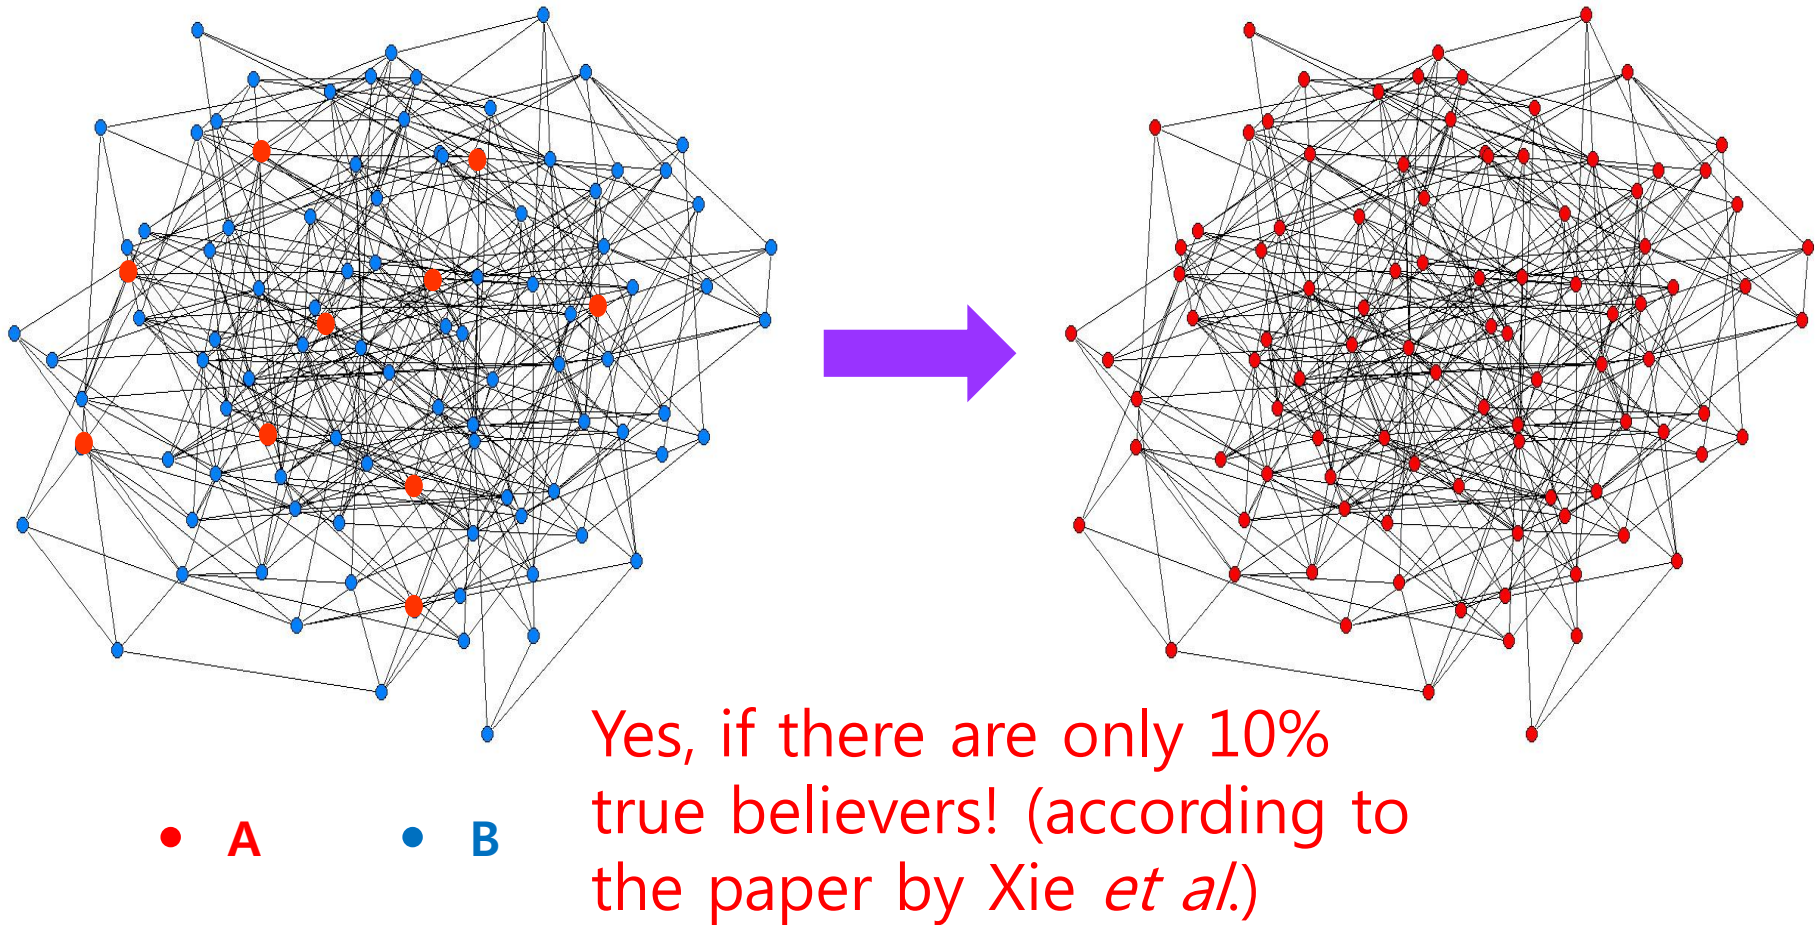 Yes, if there are only 10%
true believers! (according to
the paper by Xie et al.)
A B